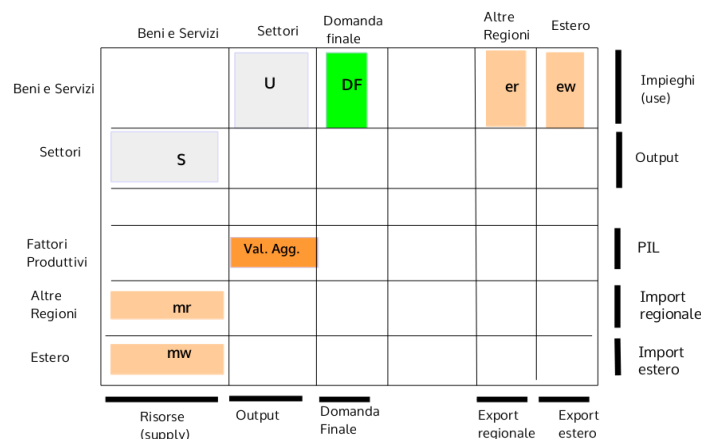 Beni e Servizi
Settori
Domanda
finale
Altre
Regioni
Estero
Beni e Servizi
U
DF
er
ew
Impieghi
(use)
Settori
S
Output
Fattori
Produttivi
Val. Agg.
PIL
Altre
Regioni
mr
Import
regionale
Estero
mw
Import
estero
Risorse
(supply)
Output
Domanda
Finale
Export
regionale
Export
estero